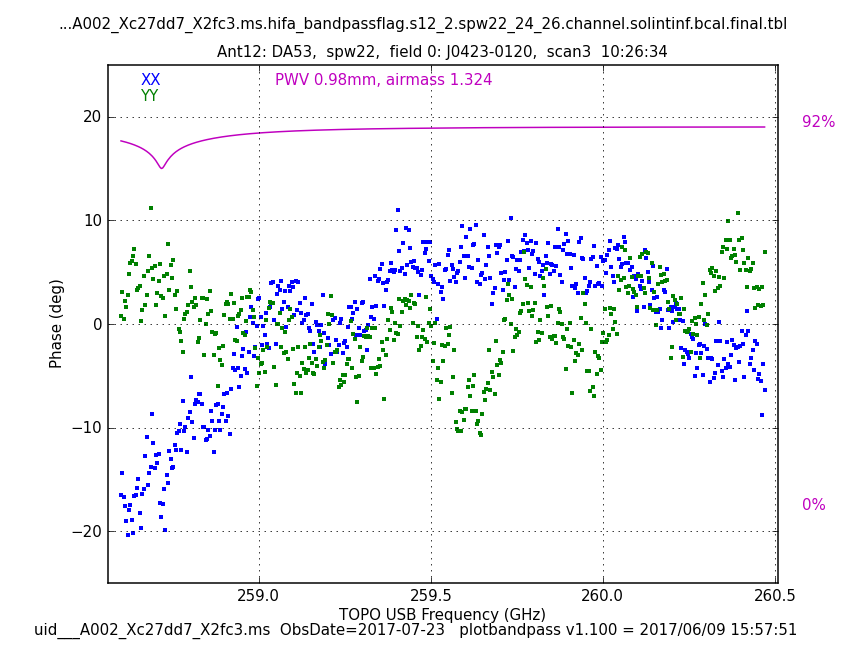 ...A002_Xc27dd7_X2fc3.ms.hifa_bandpassflag.s12_2.spw22_24_26.channel.solintinf.bcal.final.tbl
Ant12: DA53, spw22, field 0: J0423-0120, scan3 10:26:34
XX
YY
PWV 0.98mm, airmass 1.324
92%
0%
20
10
0
−10
−20
Phase (deg)
259.0 259.5 260.0 260.5
TOPO USB Frequency (GHz)
uid___A002_Xc27dd7_X2fc3.ms ObsDate=2017-07-23 plotbandpass v1.100 = 2017/06/09 15:57:51